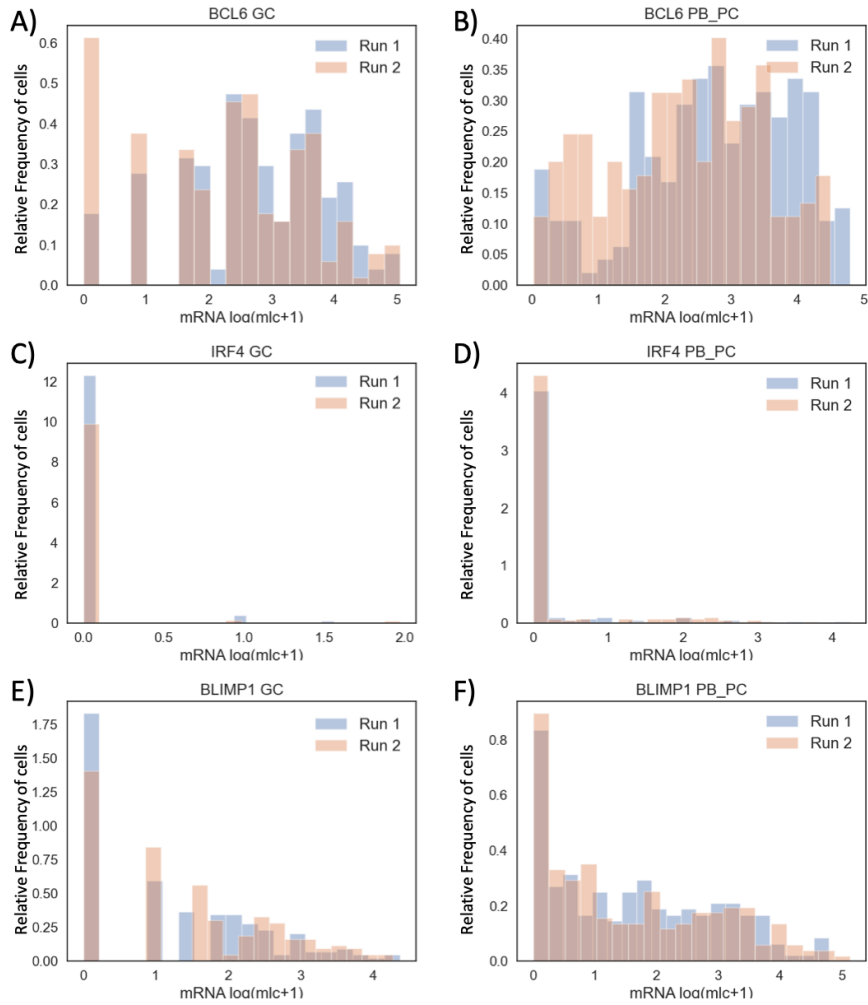 A)
BCL6 GC
Relative Frequency of cells
0.6
0.5
0.4
0.3
0.2
0.1
0.0
Run 1
Run 2
0 1 2 3 4 5
mRNA log(mlc+1)
B)
BCL6 PB_PC
Relative Frequency of cells
0.40
0.35
0.30
0.25
0.20
0.15
0.10
0.05
0.00
Run 1
Run 2
0 1 2 3 4 5
mRNA log(mlc+1)
C)
IRF4 GC
Relative Frequency of cells
12
10
8
6
4
2
0
Run 1
Run 2
0.0 0.5 1.0 1.5 2.0
mRNA log(mlc+1)
D)
IRF4 PB_PC
Relative Frequency of cells
4
3
2
1
0
Run 1
Run 2
0 1 2 3 4
mRNA log(mlc+1)
E)
BLIMP1 GC
Relative Frequency of cells
1.75
1.50
1.25
1.00
0.75
0.50
0.25
0.00
Run 1
Run 2
0 1 2 3 4
mRNA log(mlc+1)
F)
BLIMP1 PB_PC
Relative Frequency of cells
0.8
0.6
0.4
0.2
0.0
Run 1
Run 2
0 1 2 3 4 5
mRNA log(mlc+1)